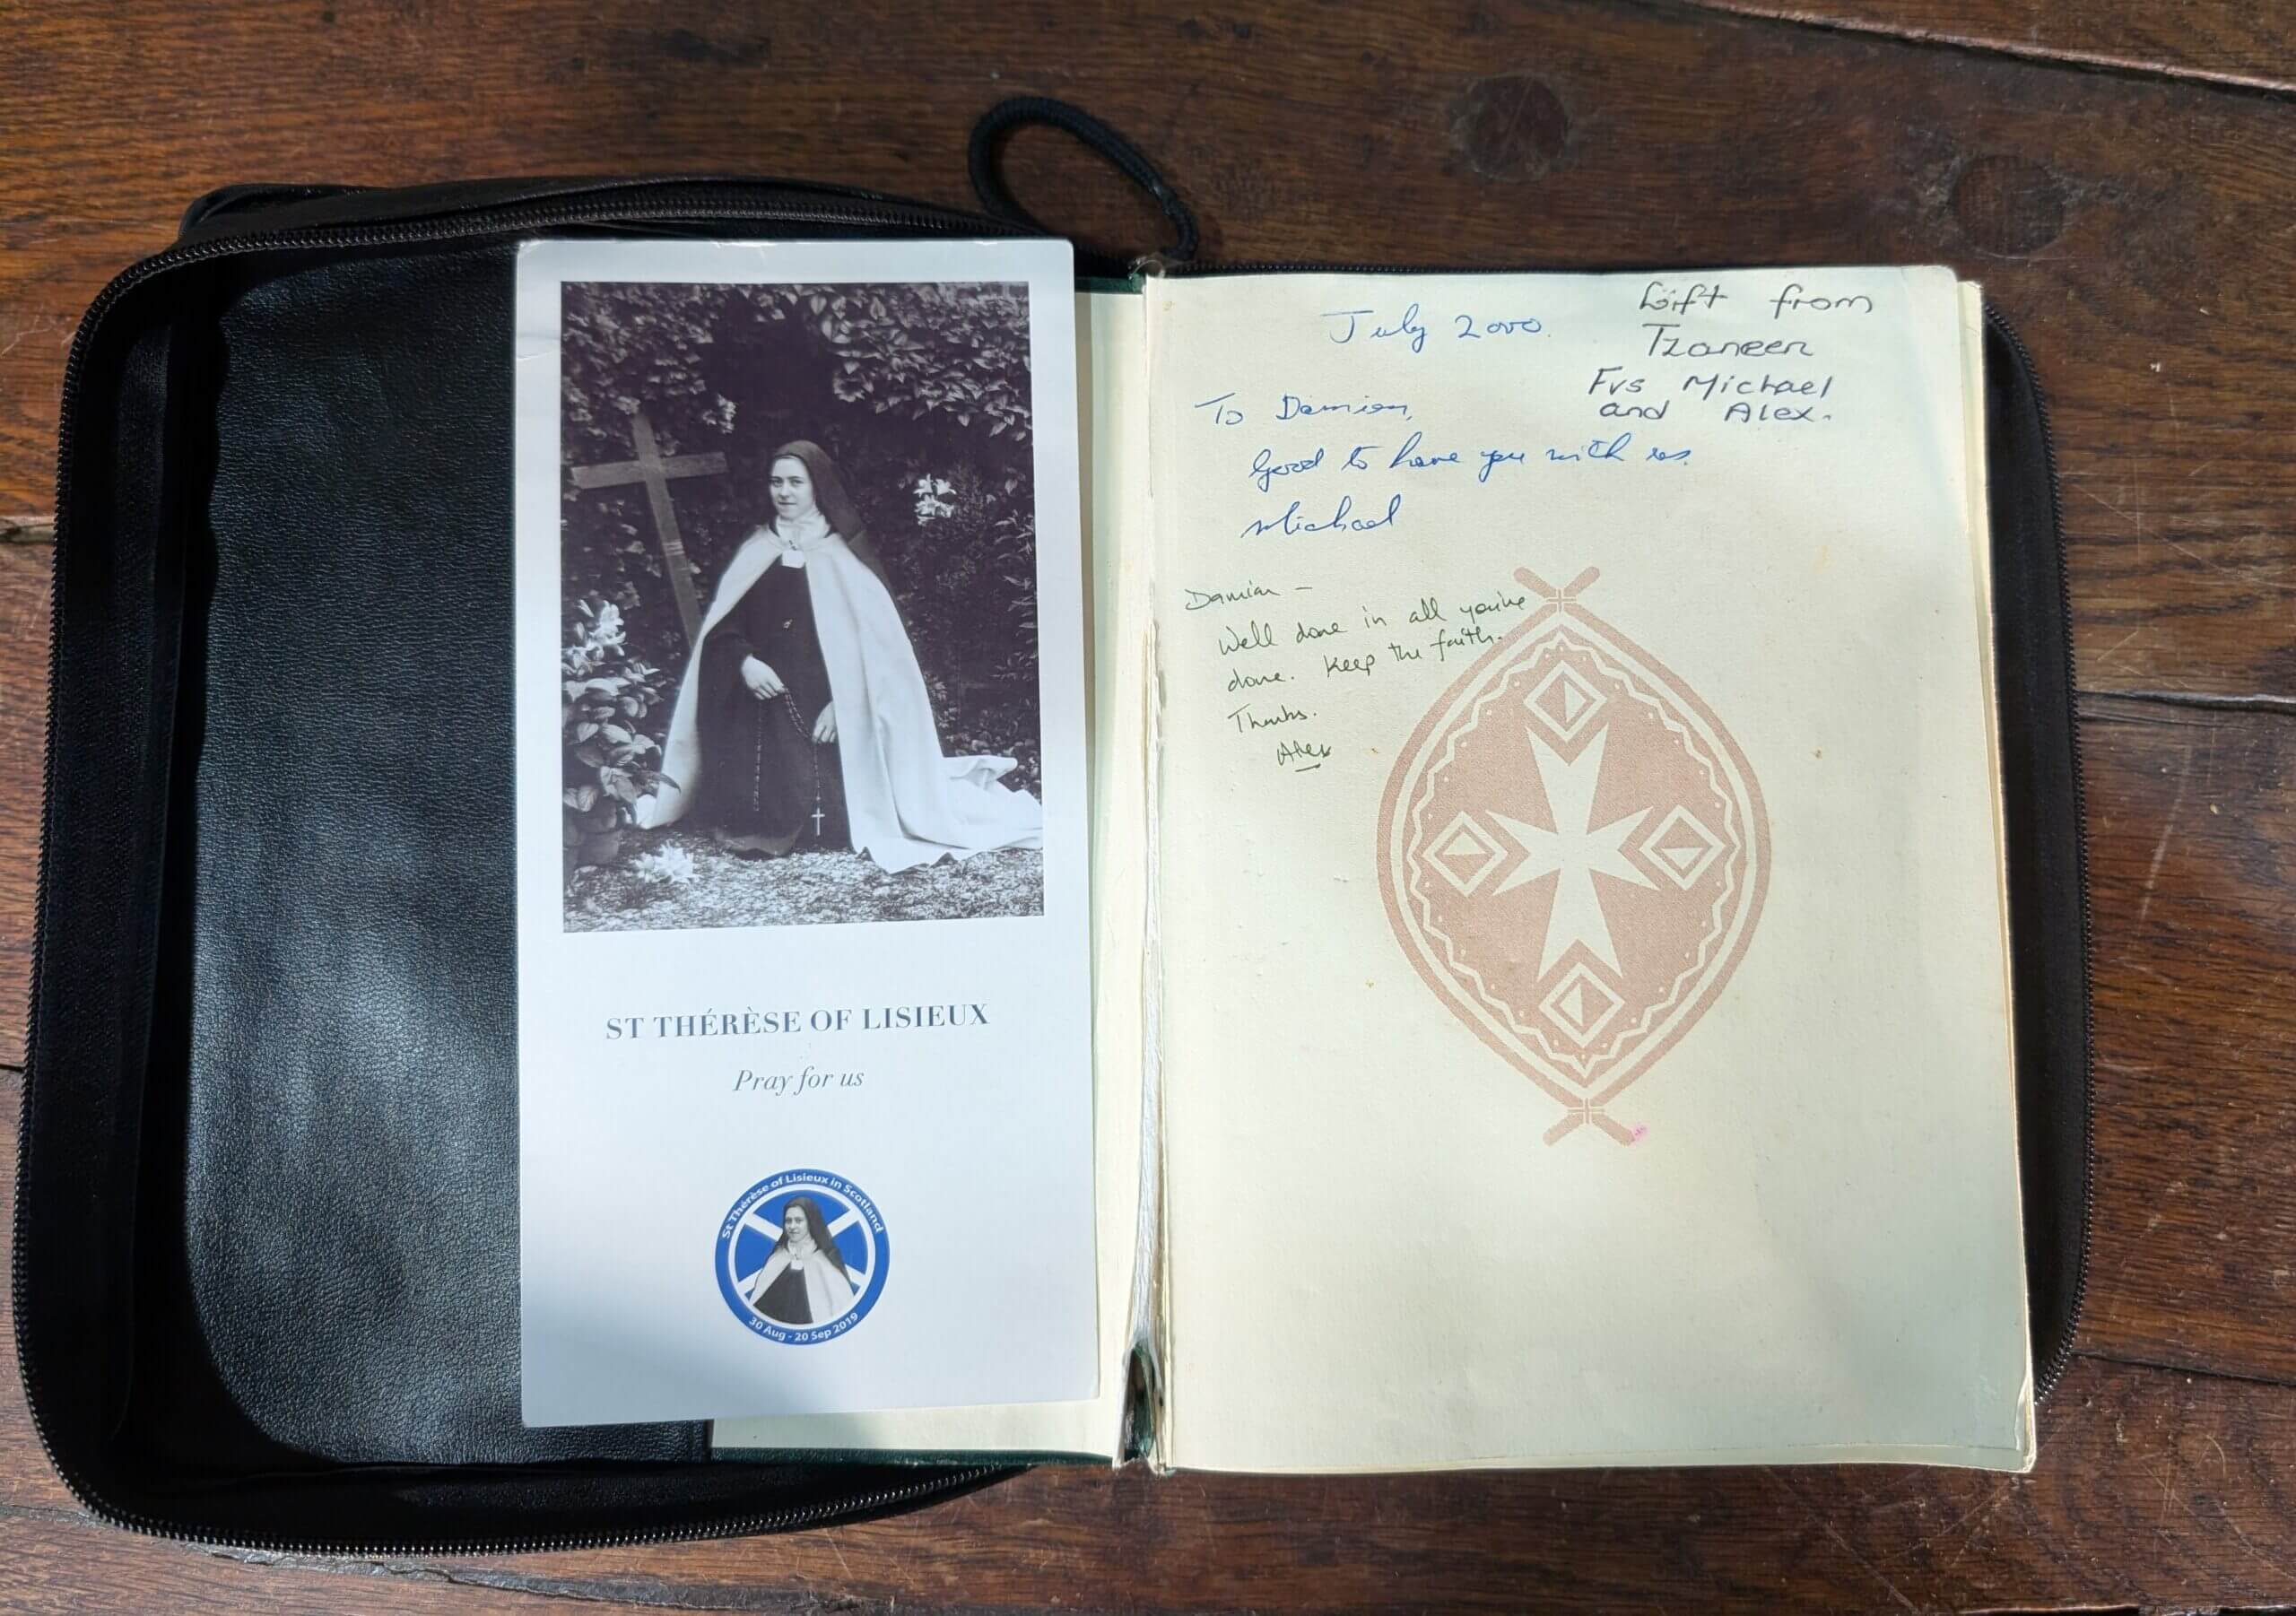 ST THÉRÈSE OF LISIEUX
Pray for us
St Thérèse of Lisieux in Scotland
30 Aug - 20 Sep 2019
July 2000.
Gift from
Tzaneen
Frs Michael
and Alex.
To Damian,
Good to have you with us.
Michael
Damian –
Well done in all you've
done. Keep the faith.
Thanks.
Alex